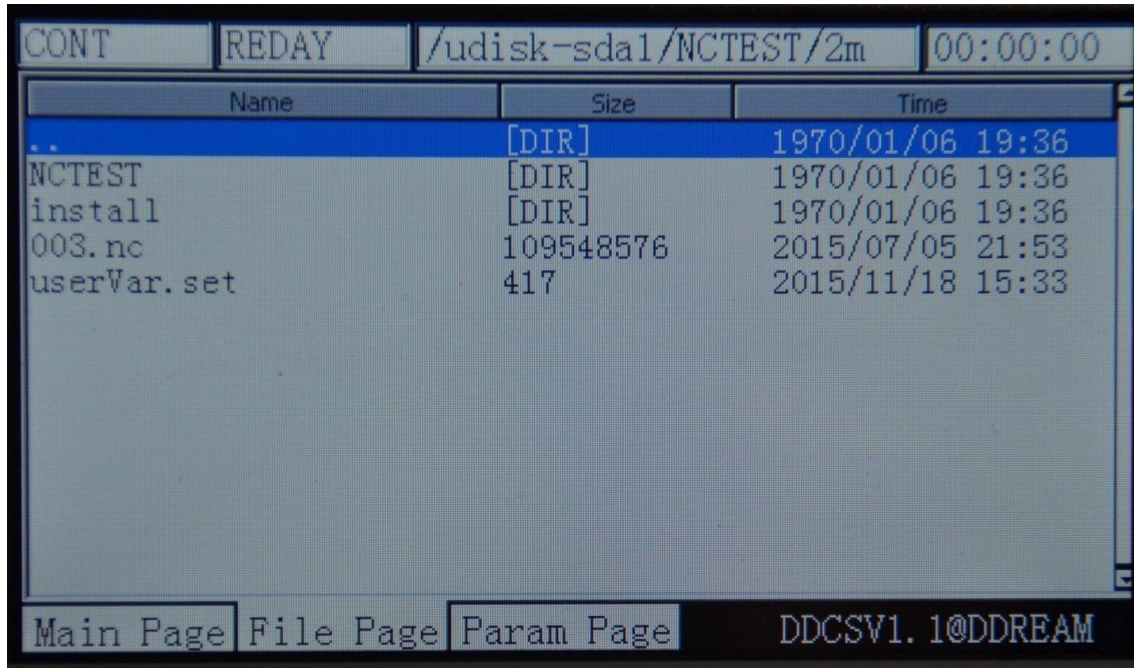 CONT REDAY /udisk-sda1/NCTEST/2m 00:00:00
Name Size Time
.. [DIR] 1970/01/06 19:36
NCTEST [DIR] 1970/01/06 19:36
install [DIR] 1970/01/06 19:36
003.nc 109548576 2015/07/05 21:53
userVar.set 417 2015/11/18 15:33
Main Page File Page Param Page DDCSV1.1@DDREAM